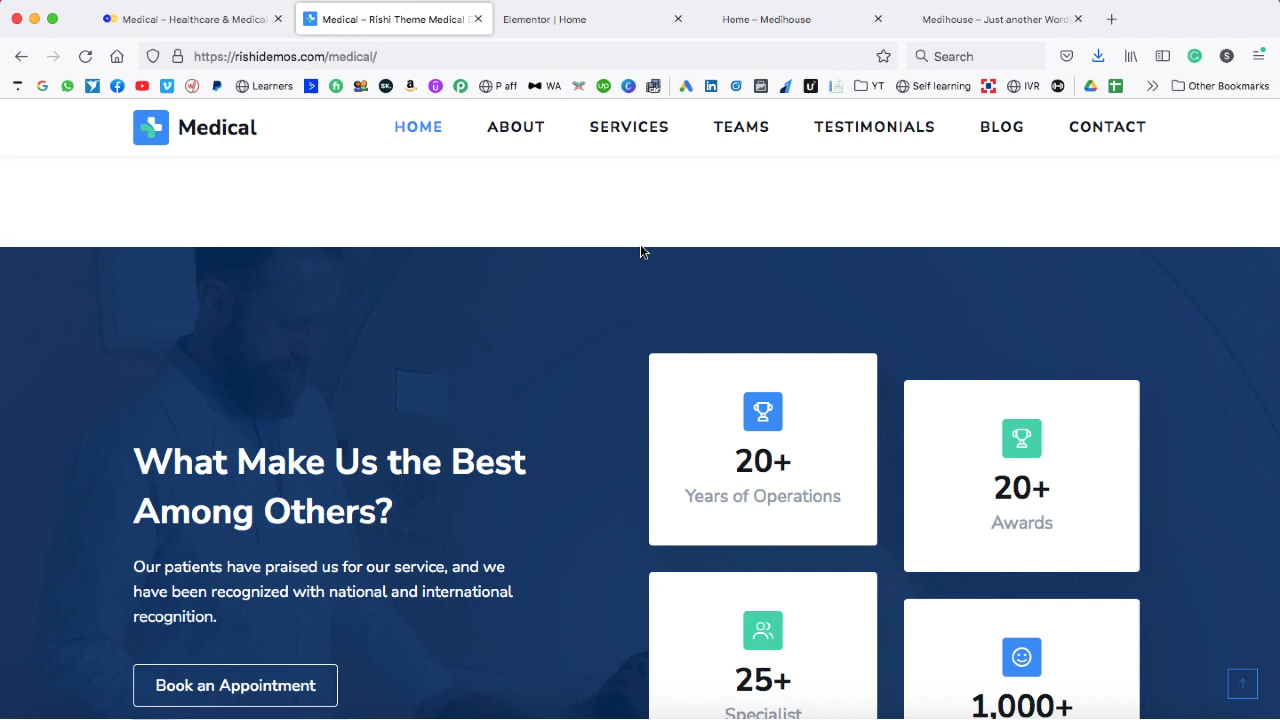 Medical – Healthcare & Medical
Medical – Rishi Theme Medical D
Elementor | Home
Home – Medihouse
Medihouse – Just another Word
https://rishidemos.com/medical/
Search
Learners
P aff
WA
YT
Self learning
IVR
Other Bookmarks
Medical
HOME
ABOUT
SERVICES
TEAMS
TESTIMONIALS
BLOG
CONTACT
What Make Us the Best
Among Others?
Our patients have praised us for our service, and we
have been recognized with national and international
recognition.
Book an Appointment
20+
Years of Operations
20+
Awards
25+
Specialist
1,000+